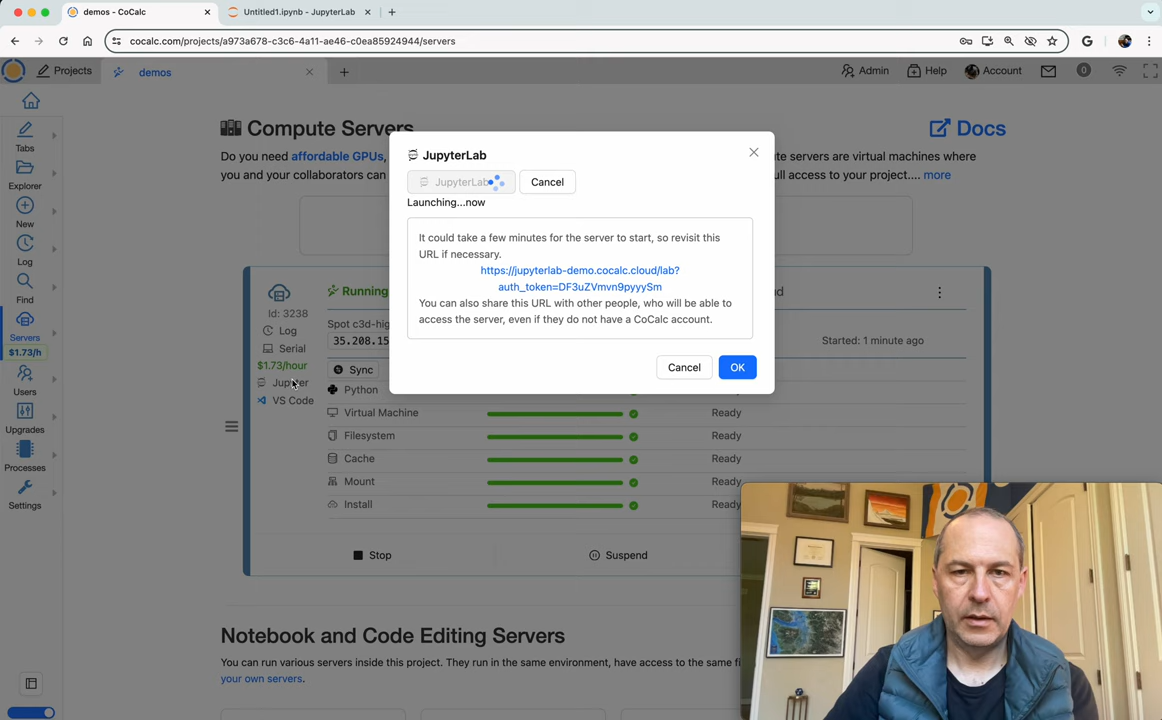 demos - CoCalc
Untitled1.ipynb - JupyterLab
cocalc.com/projects/a973a678-c3c6-4a11-ae46-c0ea85924944/servers
Projects
demos
Admin
Help
Account
0
Tabs
Explorer
New
Log
Find
Servers
$1.73/h
Users
Upgrades
Processes
Settings
Compute Servers
Docs
Do you need affordable GPUs,
te servers are virtual machines where
you and your collaborators can
ull access to your project.... more
JupyterLab
JupyterLab
Cancel
Launching...now
It could take a few minutes for the server to start, so revisit this
URL if necessary.
https://jupyterlab-demo.cocalc.cloud/lab?
auth_token=DF3uZVmvn9pyyySm
You can also share this URL with other people, who will be able to
access the server, even if they do not have a CoCalc account.
Cancel
OK
Id: 3238
Log
Serial
$1.73/hour
Jupyter
VS Code
Running
d
Spot c3d-hig
35.208.15
Started: 1 minute ago
Sync
Python
Virtual Machine
Ready
Filesystem
Ready
Cache
Ready
Mount
Ready
Install
Ready
Stop
Suspend
Notebook and Code Editing Servers
You can run various servers inside this project. They run in the same environment, have access to the same fi
your own servers.